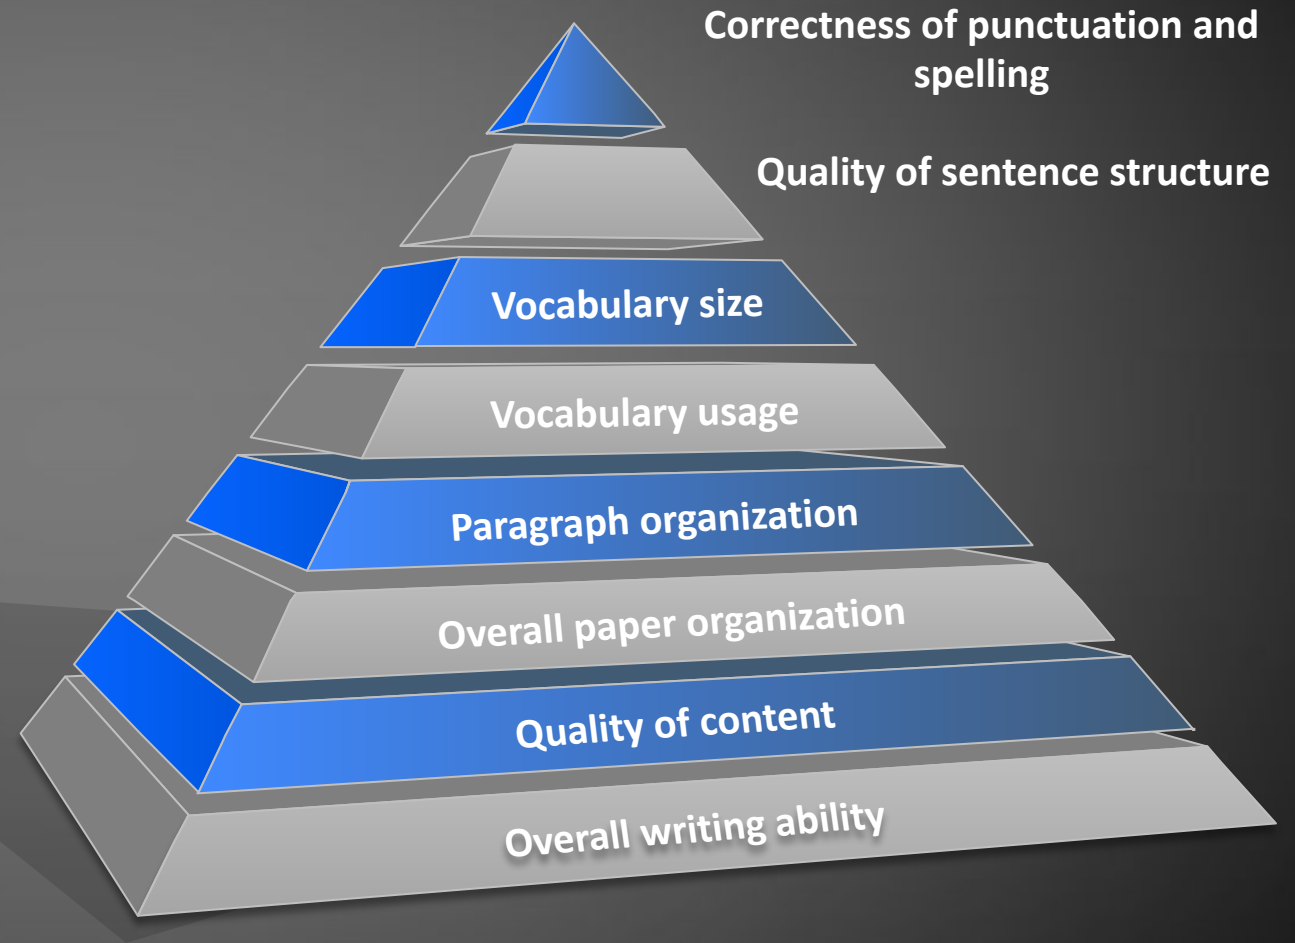 Correctness of punctuation and
spelling
Quality of sentence structure
Vocabulary size
Vocabulary usage
Paragraph organization
Overall paper organization
Quality of content
Overall writing ability